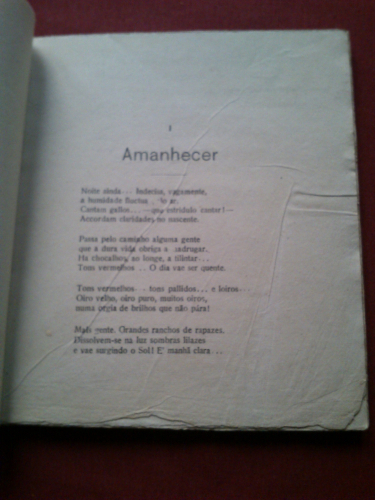 I
Amanhecer
Noite ainda... Indecisa, vagamente,
a humidade fluctua no ar.
Cantam gallos... —que estridulo cantar!—
Accordam claridades, no nascente.
Passa pelo caminho alguma gente
que a dura vida obriga a madrugar.
Ha chocalhos, ao longe, a tilintar...
Tons vermelhos... O dia vae ser quente.
Tons vermelhos... tons pallidos... e loiros...
Oiro velho, oiro puro, muitos oiros,
numa orgia de brilhos que não pára!
Mais gente. Grandes ranchos de rapazes.
Dissolvem-se na luz sombras lilazes
e vae surgindo o Sol! E' manhã clara...